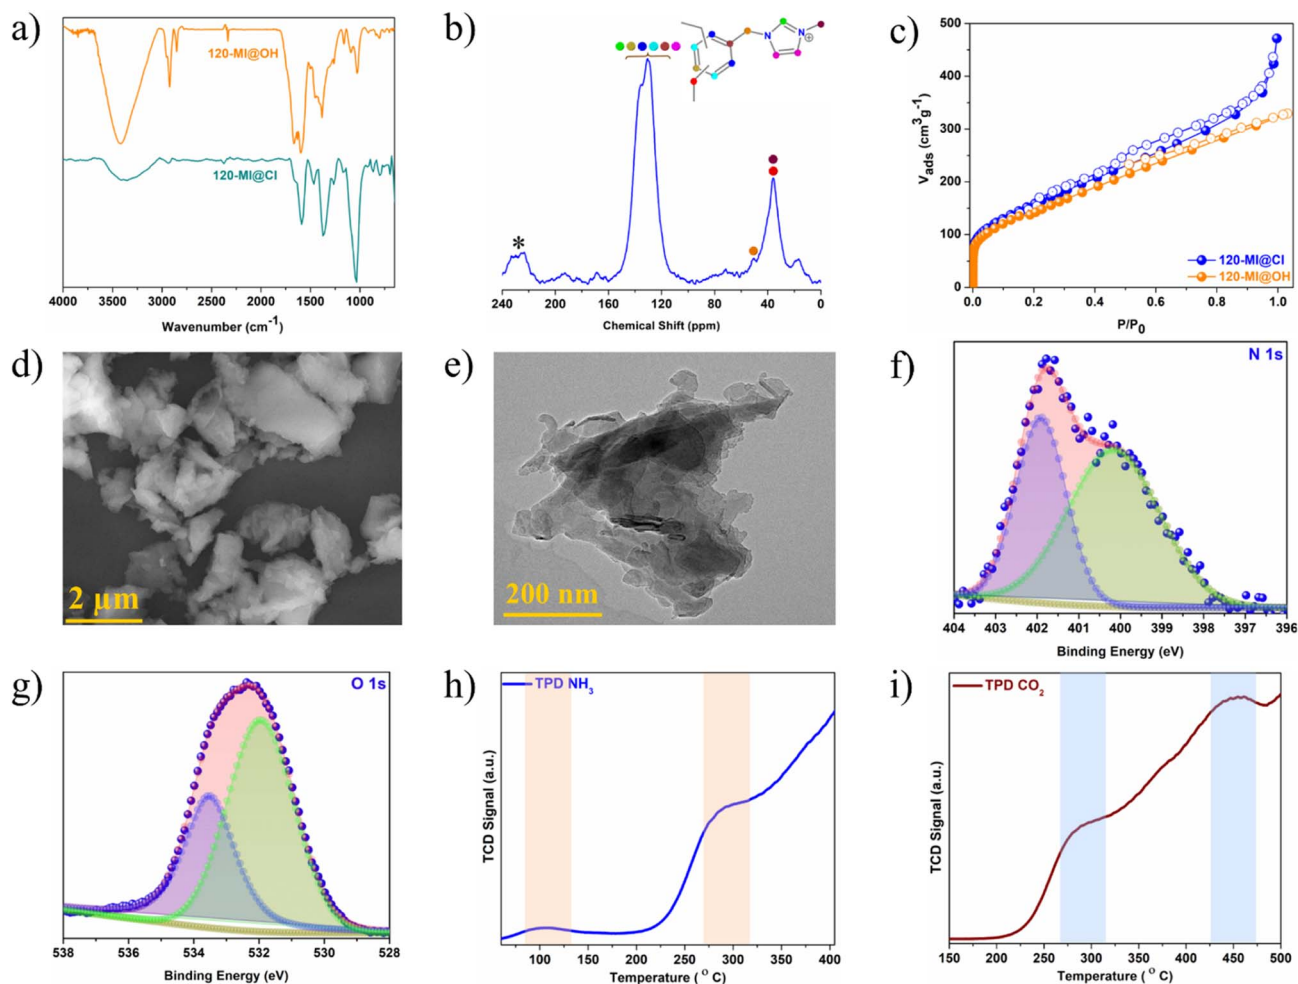 a)
120-MI@OH
120-MI@Cl
4000 3500 3000 2500 2000 1500 1000
Wavenumber (cm⁻¹)
b)
N
N
⊕
*
240 200 160 120 80 40 0
Chemical Shift (ppm)
c)
500
400
300
200
100
0
V_ads (cm³g⁻¹)
120-MI@Cl
120-MI@OH
0.0 0.2 0.4 0.6 0.8 1.0
P/P₀
d)
2 µm
e)
200 nm
f)
N 1s
404 403 402 401 400 399 398 397 396
Binding Energy (eV)
g)
O 1s
538 536 534 532 530 528
Binding Energy (eV)
h)
TPD NH₃
TCD Signal (a.u.)
100 150 200 250 300 350 400
Temperature (° C)
i)
TPD CO₂
TCD Signal (a.u.)
150 200 250 300 350 400 450 500
Temperature (° C)